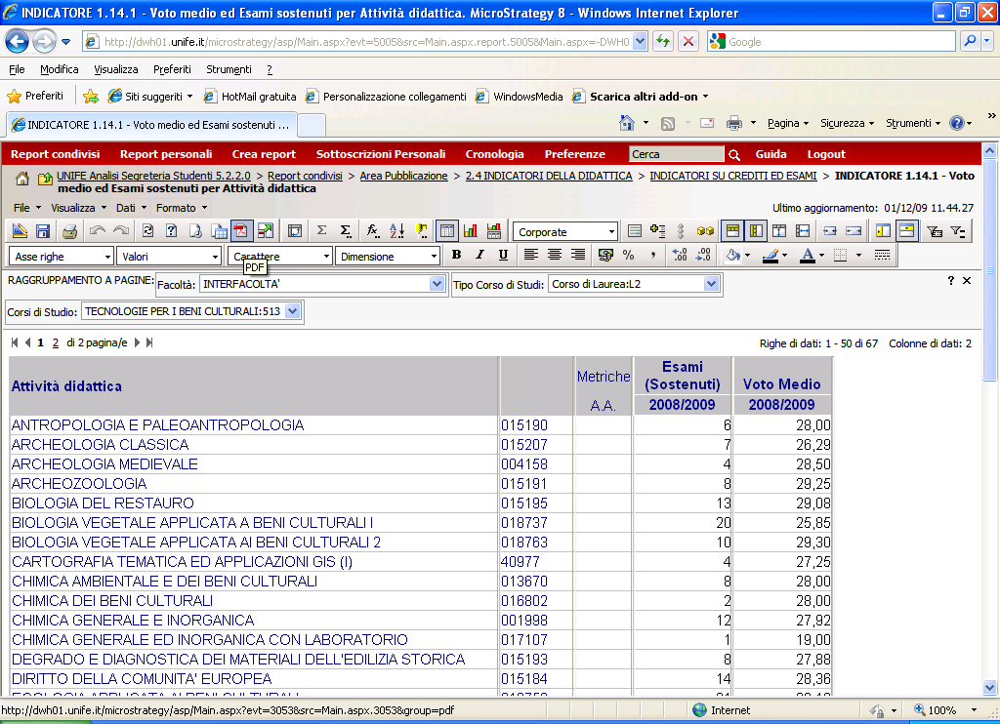 INDICATORE 1.14.1 - Voto medio ed Esami sostenuti per Attività didattica. MicroStrategy 8 - Windows Internet Explorer
http://dwh01.unife.it/microstrategy/asp/Main.aspx?evt=5005&src=Main.aspx.report.5005&Main.aspx=-DWH0
Google
File Modifica Visualizza Preferiti Strumenti ?
Preferiti Siti suggeriti HotMail gratuita Personalizzazione collegamenti WindowsMedia Scarica altri add-on
INDICATORE 1.14.1 - Voto medio ed Esami sostenuti ... Pagina Sicurezza Strumenti
Report condivisi Report personali Crea report Sottoscrizioni Personali Cronologia Preferenze Cerca Guida Logout
UNIFE Analisi Segreteria Studenti 5.2.2.0 > Report condivisi > Area Pubblicazione > 2.4 INDICATORI DELLA DIDATTICA > INDICATORI SU CREDITI ED ESAMI > INDICATORE 1.14.1 - Voto
medio ed Esami sostenuti per Attività didattica
File Visualizza Dati Formato Ultimo aggiornamento: 01/12/09 11.44.27
Corporate
Asse righe Valori Carattere Dimensione B I U % ,
PDF
RAGGRUPPAMENTO A PAGINE: Facoltà: INTERFACOLTA' Tipo Corso di Studi: Corso di Laurea:L2 ?
Corsi di Studio: TECNOLOGIE PER I BENI CULTURALI:513
1 2 di 2 pagina/e Righe di dati: 1 - 50 di 67 Colonne di dati: 2
Attività didattica Metriche Esami (Sostenuti) Voto Medio
A.A. 2008/2009 2008/2009
ANTROPOLOGIA E PALEOANTROPOLOGIA 015190 6 28,00
ARCHEOLOGIA CLASSICA 015207 7 26,29
ARCHEOLOGIA MEDIEVALE 004158 4 28,50
ARCHEOZOOLOGIA 015191 8 29,25
BIOLOGIA DEL RESTAURO 015195 13 29,08
BIOLOGIA VEGETALE APPLICATA A BENI CULTURALI I 018737 20 25,85
BIOLOGIA VEGETALE APPLICATA AI BENI CULTURALI 2 018763 10 29,30
CARTOGRAFIA TEMATICA ED APPLICAZIONI GIS (I) 40977 4 27,25
CHIMICA AMBIENTALE E DEI BENI CULTURALI 013670 8 28,00
CHIMICA DEI BENI CULTURALI 016802 2 28,00
CHIMICA GENERALE E INORGANICA 001998 12 27,92
CHIMICA GENERALE ED INORGANICA CON LABORATORIO 017107 1 19,00
DEGRADO E DIAGNOSTICA DEI MATERIALI DELL'EDILIZIA STORICA 015193 8 27,88
DIRITTO DELLA COMUNITA' EUROPEA 015184 14 28,36
http://dwh01.unife.it/microstrategy/asp/Main.aspx?evt=3053&src=Main.aspx.3053&group=pdf Internet 100%